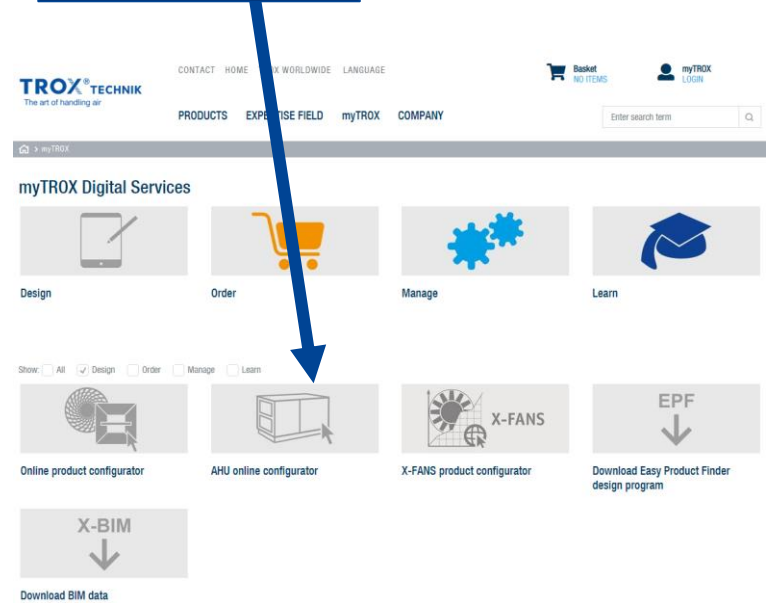 CONTACT HOME WORLDWIDE LANGUAGE
Basket
NO ITEMS
myTROX
LOGIN
TROX® TECHNIK
The art of handling air
PRODUCTS EXPERTISE FIELD myTROX COMPANY
Enter search term
> myTROX
myTROX Digital Services
Design
Order
Manage
Learn
Show: All Design Order Manage Learn
X-FANS
EPF
Online product configurator
AHU online configurator
X-FANS product configurator
Download Easy Product Finder
design program
X-BIM
Download BIM data